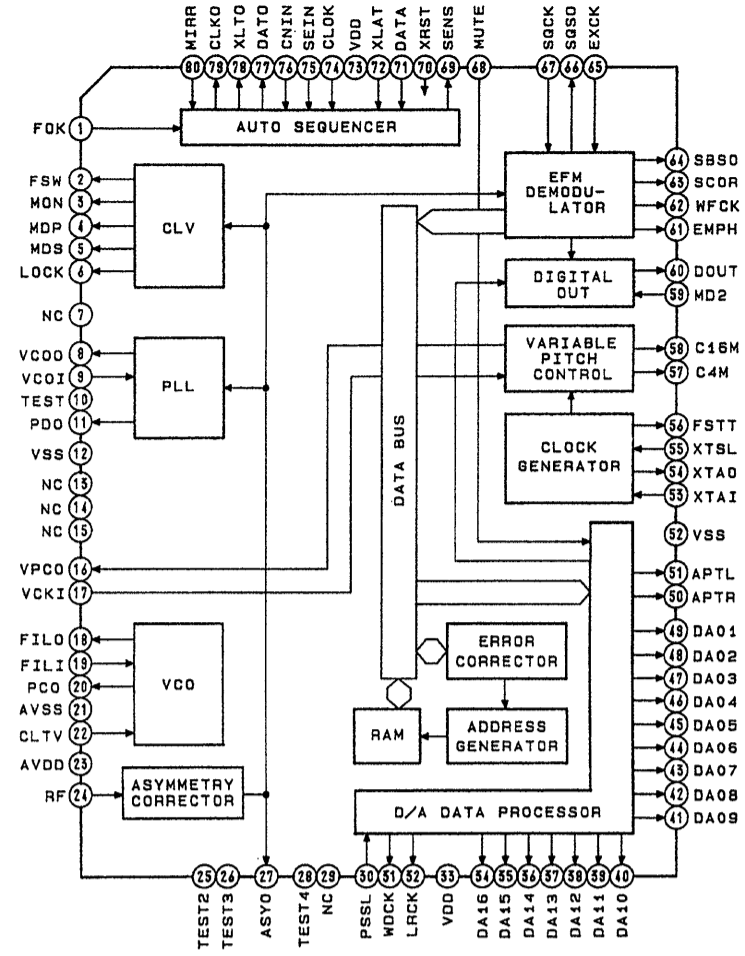 MIRR
CLKO
XLTO
DATO
CNIN
SEIN
CLOK
VDD
XLAT
DATA
XRST
SENS
MUTE
SQCK
SQSO
EXCK
80
79
78
77
76
75
74
73
72
71
70
69
68
67
66
65
AUTO SEQUENCER
FOK 1
FSW 2
MON 3
MDP 4
MDS 5
LOCK 6
NC 7
VCOO 8
VCOI 9
TEST 10
PDO 11
VSS 12
NC 13
NC 14
NC 15
VPCO 16
VCKI 17
FILO 18
FILI 19
PCO 20
AVSS 21
CLTV 22
AVDD 23
RF 24
CLV
PLL
VCO
ASYMMETRY
CORRECTOR
DATA BUS
EFM
DEMODU-
LATOR
DIGITAL
OUT
VARIABLE
PITCH
CONTROL
CLOCK
GENERATOR
ERROR
CORRECTOR
RAM
ADDRESS
GENERATOR
D/A DATA PROCESSOR
64 SBSO
63 SCOR
62 WFCK
61 EMPH
60 DOUT
59 MD2
58 C16M
57 C4M
56 FSTT
55 XTSL
54 XTAO
53 XTAI
52 VSS
51 APTL
50 APTR
49 DA01
48 DA02
47 DA03
46 DA04
45 DA05
44 DA06
43 DA07
42 DA08
41 DA09
25
26
27
28
29
30
31
32
33
34
35
36
37
38
39
40
TEST2
TEST3
ASYO
TEST4
NC
PSSL
WDCK
LRCK
VDD
DA16
DA15
DA14
DA13
DA12
DA11
DA10